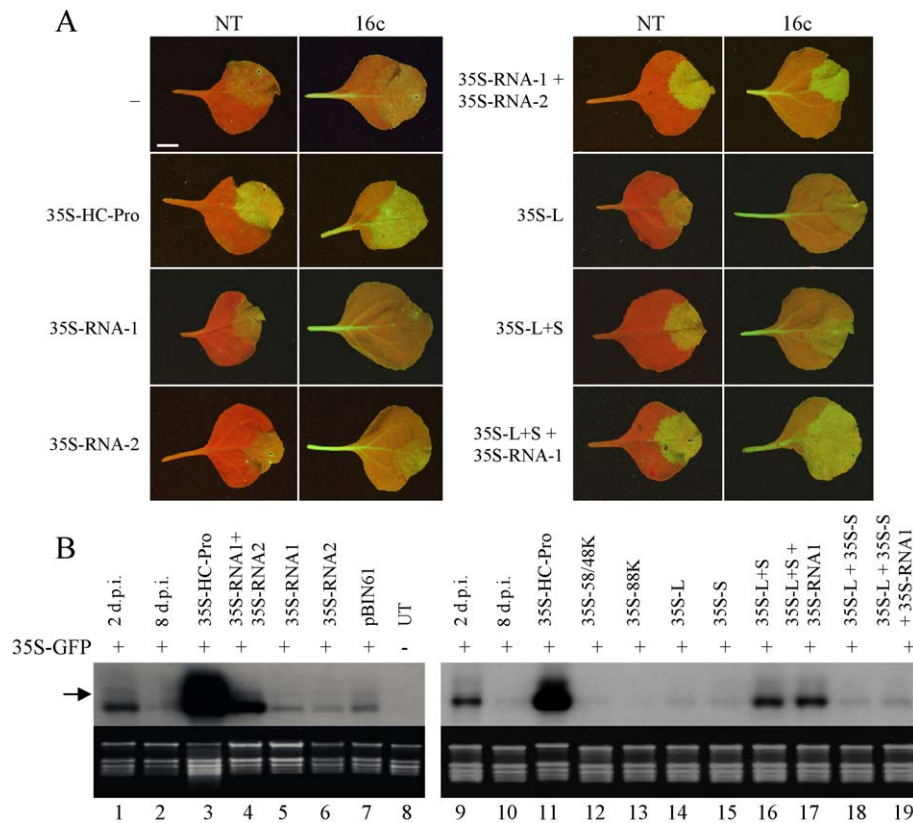 A
NT 16c NT 16c
–
35S-RNA-1 +
35S-RNA-2
35S-HC-Pro
35S-L
35S-RNA-1
35S-L+S
35S-RNA-2
35S-L+S +
35S-RNA-1
B
2 d.p.i.
8 d.p.i.
35S-HC-Pro
35S-RNA1+
35S-RNA2
35S-RNA1
35S-RNA2
pBIN61
UT
2 d.p.i.
8 d.p.i.
35S-HC-Pro
35S-58/48K
35S-88K
35S-L
35S-S
35S-L+S
35S-L+S +
35S-RNA1
35S-L + 35S-S
35S-L + 35S-S
+ 35S-RNA1
35S-GFP + + + + + + + - + + + + + + + + + + +
1 2 3 4 5 6 7 8 9 10 11 12 13 14 15 16 17 18 19